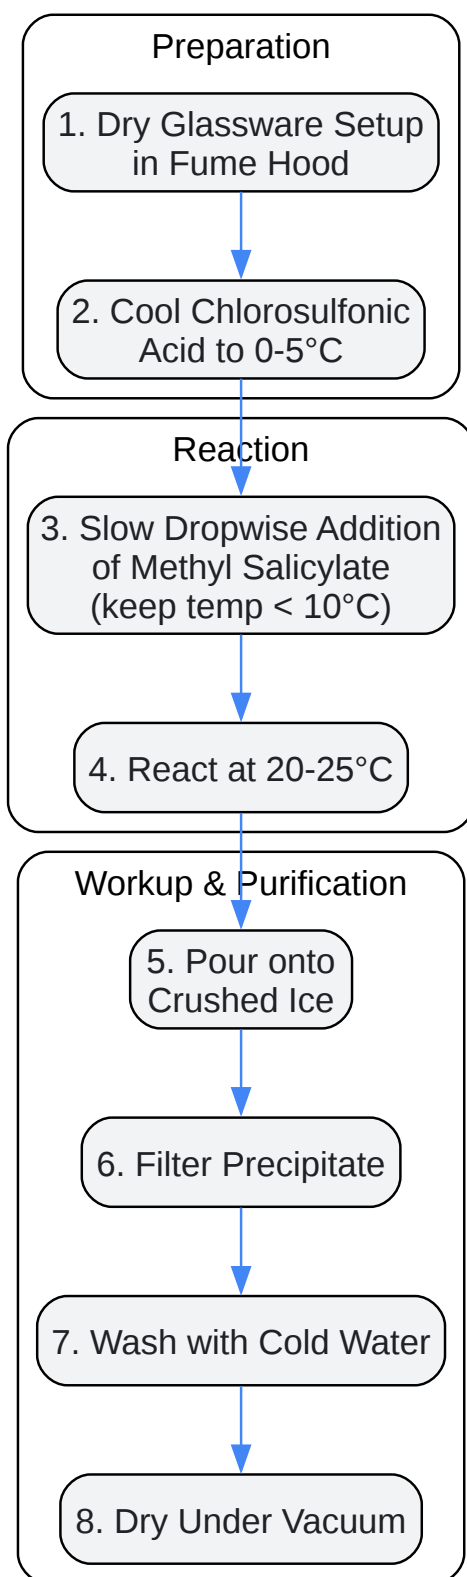 Preparation
1. Dry Glassware Setup
in Fume Hood
2. Cool Chlorosulfonic
Acid to 0-5°C
Reaction
3. Slow Dropwise Addition
of Methyl Salicylate
(keep temp < 10°C)
4. React at 20-25°C
Workup & Purification
5. Pour onto
Crushed Ice
6. Filter Precipitate
7. Wash with Cold Water
8. Dry Under Vacuum